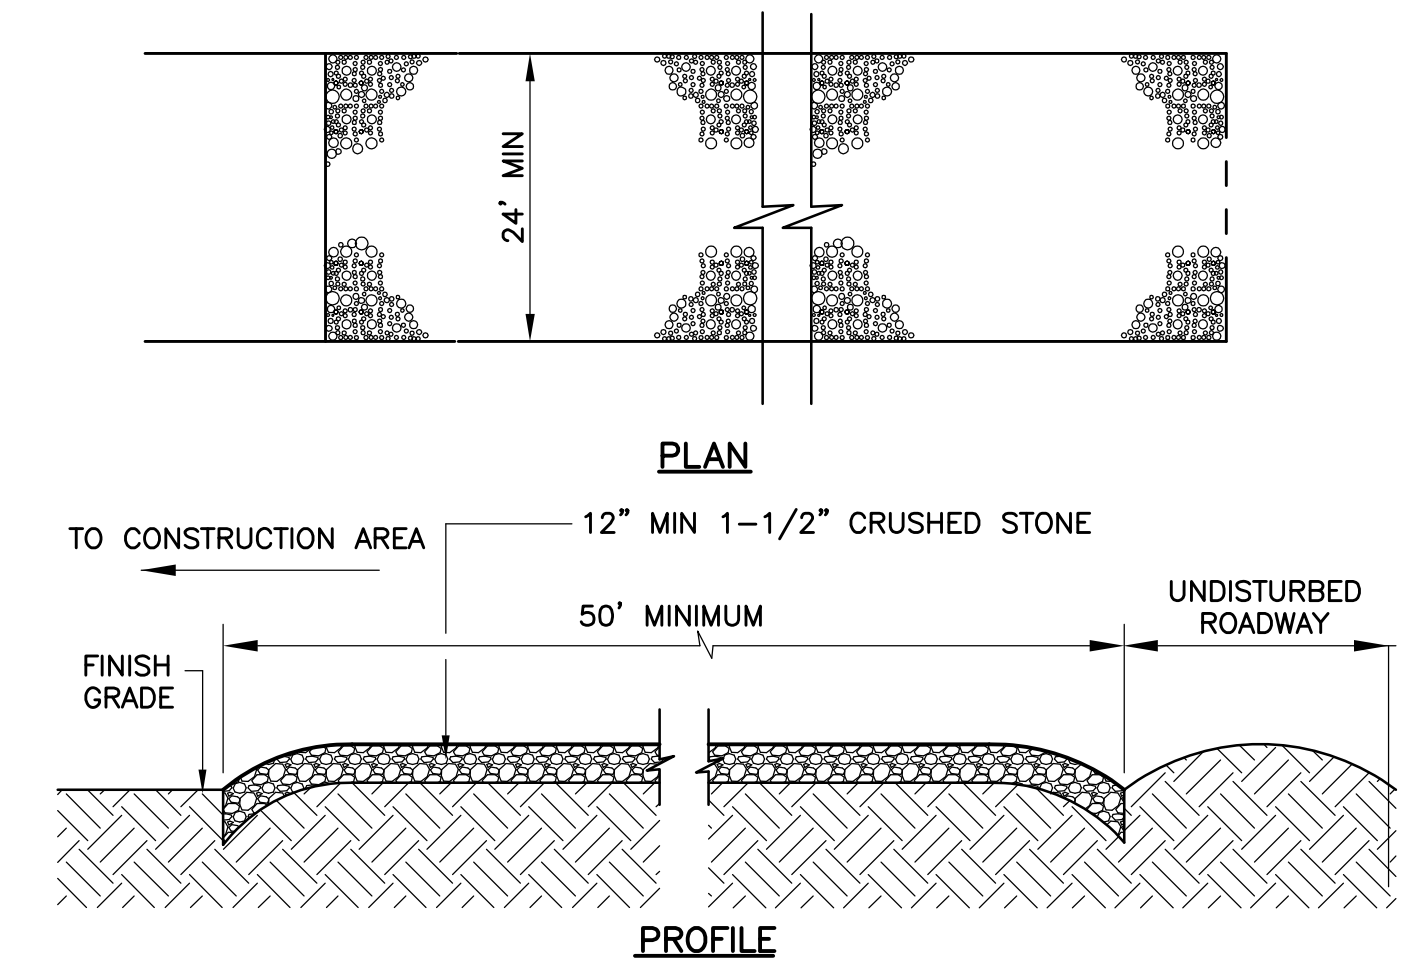 24' MIN
PLAN
12" MIN 1-1/2" CRUSHED STONE
TO CONSTRUCTION AREA
50' MINIMUM
UNDISTURBED
ROADWAY
FINISH
GRADE
PROFILE